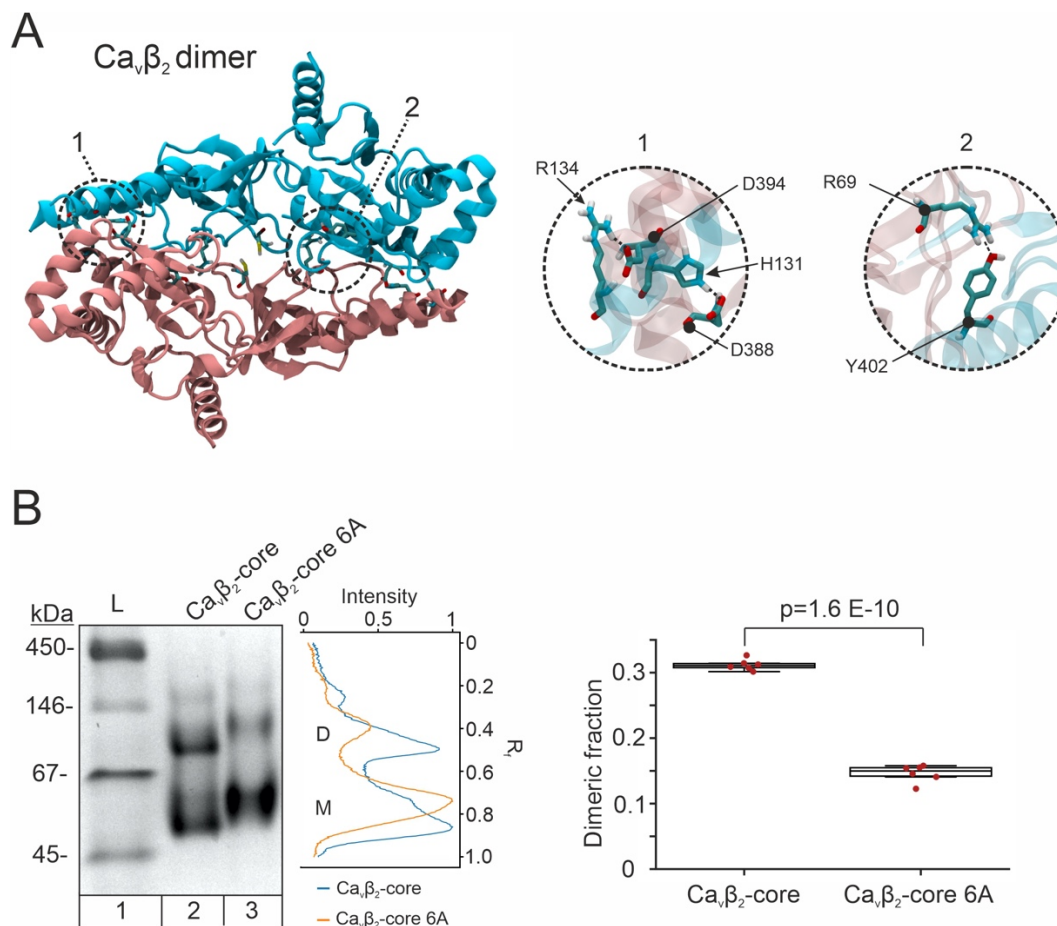 A
Caᵥβ₂ dimer
1
2
1
R134
D394
H131
D388
2
R69
Y402
B
kDa
L
Caᵥβ₂-core
Caᵥβ₂-core 6A
450-
146-
67-
45-
1
2
3
Intensity
0 0.5 1
0
0.2
0.4
0.6
0.8
1.0
R_f
D
M
Caᵥβ₂-core
Caᵥβ₂-core 6A
p=1.6 E-10
Dimeric fraction
0.3
0.2
0.1
0
Caᵥβ₂-core Caᵥβ₂-core 6A